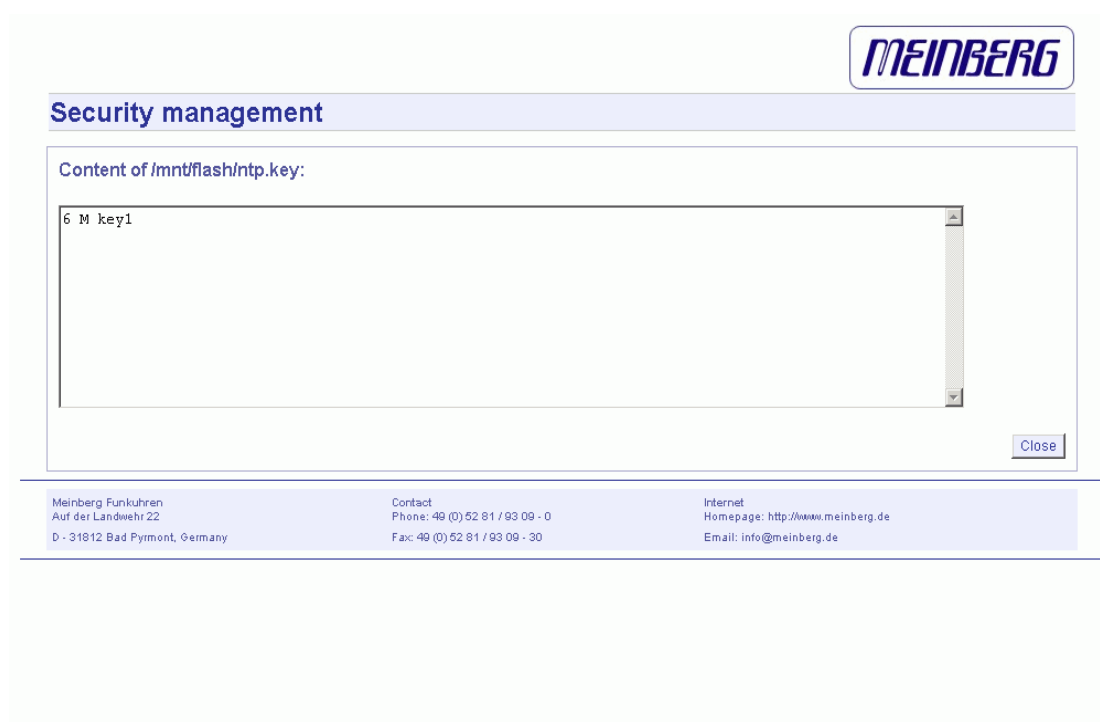 MEINBERG
Security management
Content of /mnt/flash/ntp.key:
6 M key1
Close
Meinberg Funkuhren
Auf der Landwehr 22
D - 31812 Bad Pyrmont, Germany
Contact
Phone: 49 (0) 52 81 / 93 09 - 0
Fax: 49 (0) 52 81 / 93 09 - 30
Internet
Homepage: http://www.meinberg.de
Email: info@meinberg.de